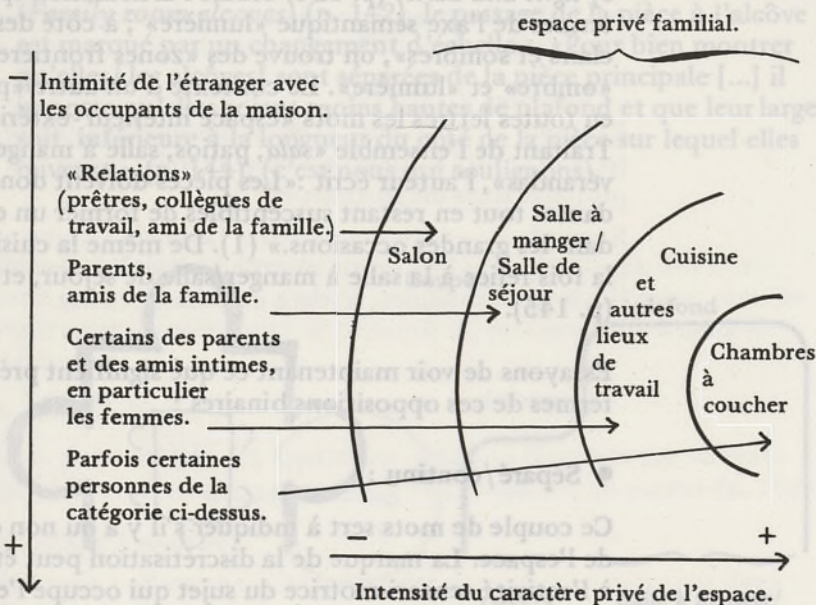 espace privé familial.
−
Intimité de l'étranger avec
les occupants de la maison.
«Relations»
(prêtres, collègues de
travail, ami de la famille.)
Parents,
amis de la famille.
Certains des parents
et des amis intimes,
en particulier
les femmes.
Parfois certaines
personnes de la
catégorie ci-dessus.
+
Salon
Salle à
manger /
Salle de
séjour
Cuisine
et
autres
lieux
de
travail
Chambres
à
coucher
−
+
Intensité du caractère privé de l'espace.